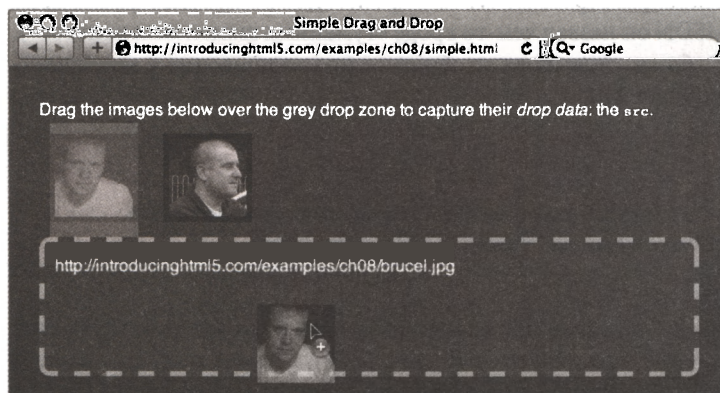 Simple Drag and Drop
http://introducinghtml5.com/examples/ch08/simple.html
Google
Drag the images below over the grey drop zone to capture their drop data: the src.
http://introducinghtml5.com/examples/ch08/brucel.jpg